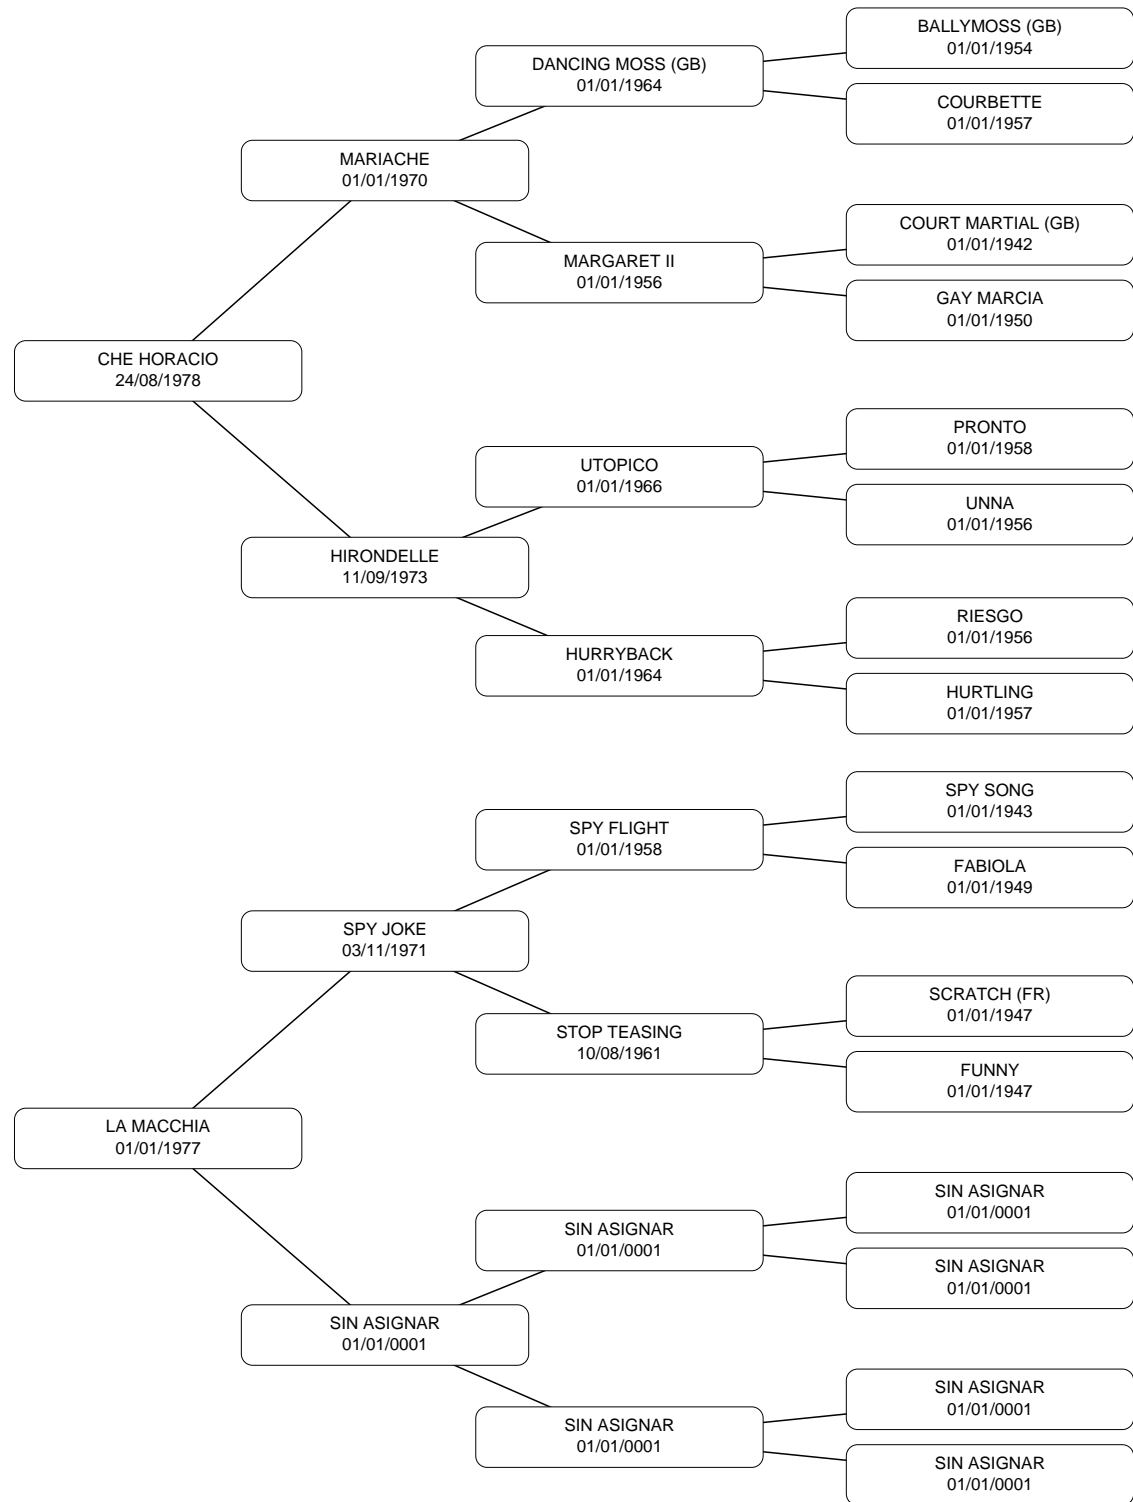 BALLYMOSS (GB)
01/01/1954
DANCING MOSS (GB)
01/01/1964
COURBETTE
01/01/1957
MARIACHE
01/01/1970
COURT MARTIAL (GB)
01/01/1942
MARGARET II
01/01/1956
GAY MARCIA
01/01/1950
CHE HORACIO
24/08/1978
PRONTO
01/01/1958
UTOPICO
01/01/1966
UNNA
01/01/1956
HIRONDELLE
11/09/1973
RIESGO
01/01/1956
HURRYBACK
01/01/1964
HURTLING
01/01/1957
SPY SONG
01/01/1943
SPY FLIGHT
01/01/1958
FABIOLA
01/01/1949
SPY JOKE
03/11/1971
SCRATCH (FR)
01/01/1947
STOP TEASING
10/08/1961
FUNNY
01/01/1947
LA MACCHIA
01/01/1977
SIN ASIGNAR
01/01/0001
SIN ASIGNAR
01/01/0001
SIN ASIGNAR
01/01/0001
SIN ASIGNAR
01/01/0001
SIN ASIGNAR
01/01/0001
SIN ASIGNAR
01/01/0001
SIN ASIGNAR
01/01/0001